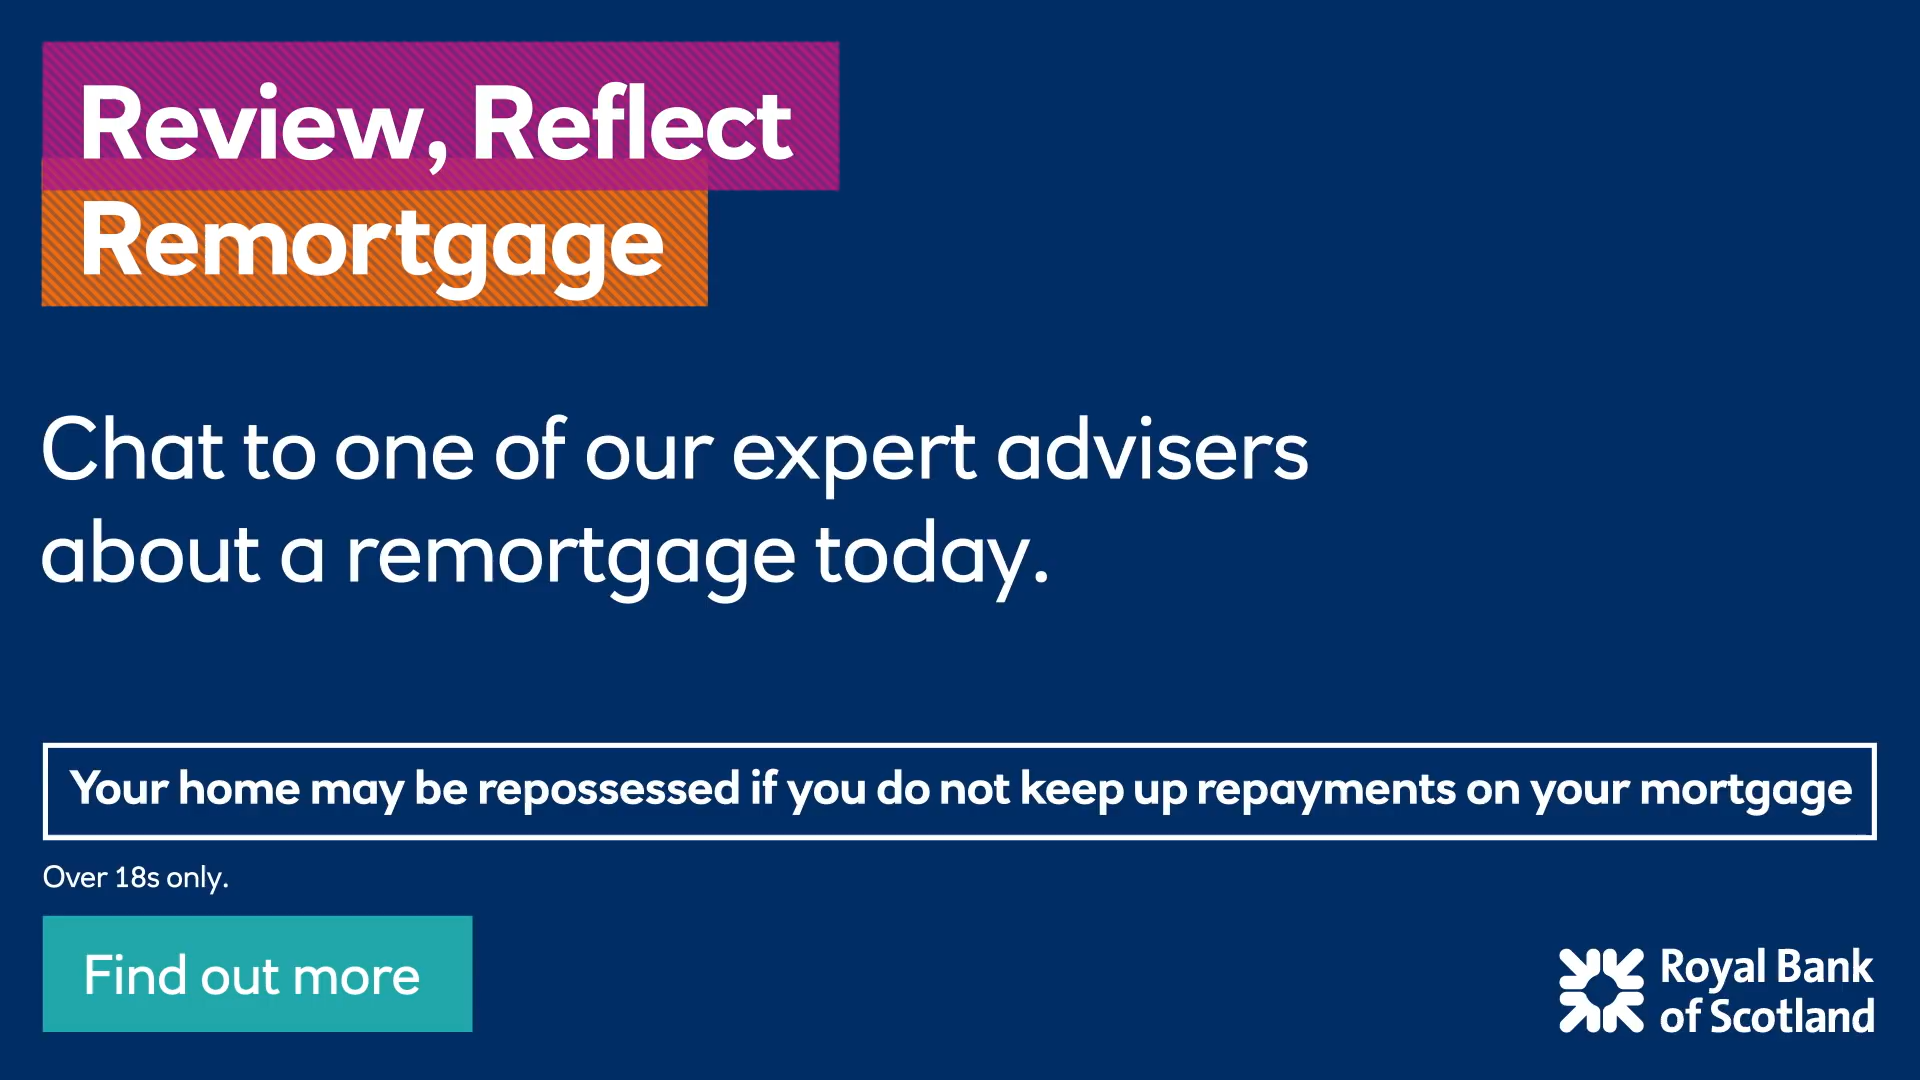 Review, Reflect
Remortgage
Chat to one of our expert advisers
about a remortgage today.
Your home may be repossessed if you do not keep up repayments on your mortgage
Over 18s only.
Find out more
Royal Bank
of Scotland